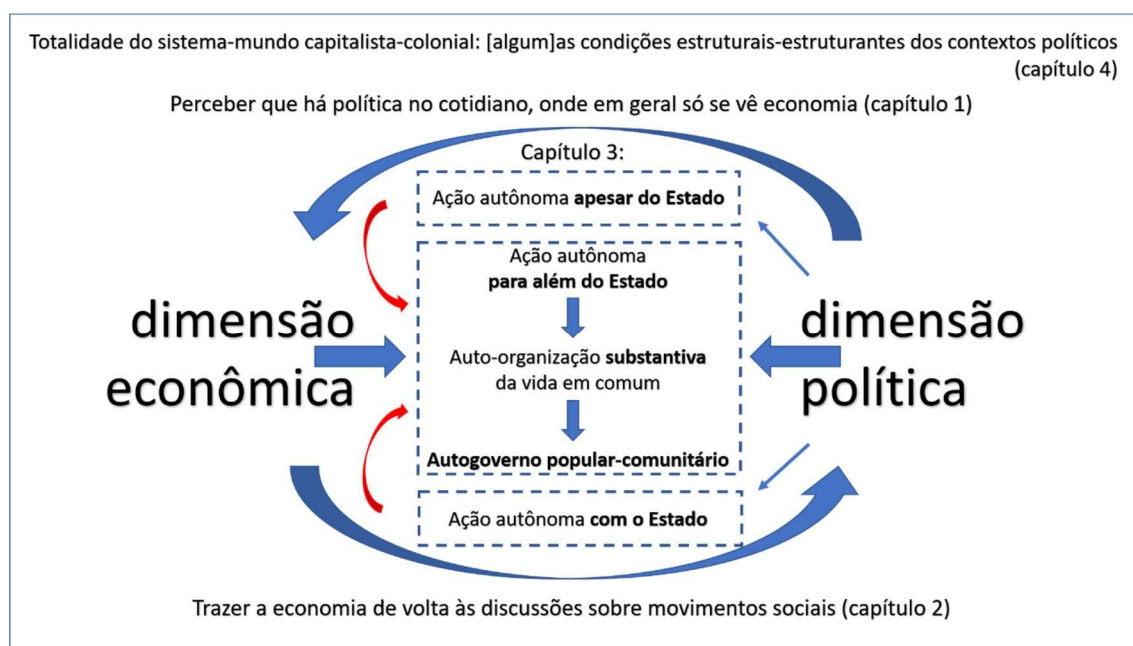 Totalidade do sistema-mundo capitalista-colonial: [algum]as condições estruturais-estruturantes dos contextos políticos
(capítulo 4)
Perceber que há política no cotidiano, onde em geral só se vê economia (capítulo 1)
Capítulo 3:
Ação autônoma apesar do Estado
Ação autônoma
para além do Estado
dimensão
econômica
Auto-organização substantiva
da vida em comum
dimensão
política
Autogoverno popular-comunitário
Ação autônoma com o Estado
Trazer a economia de volta às discussões sobre movimentos sociais (capítulo 2)